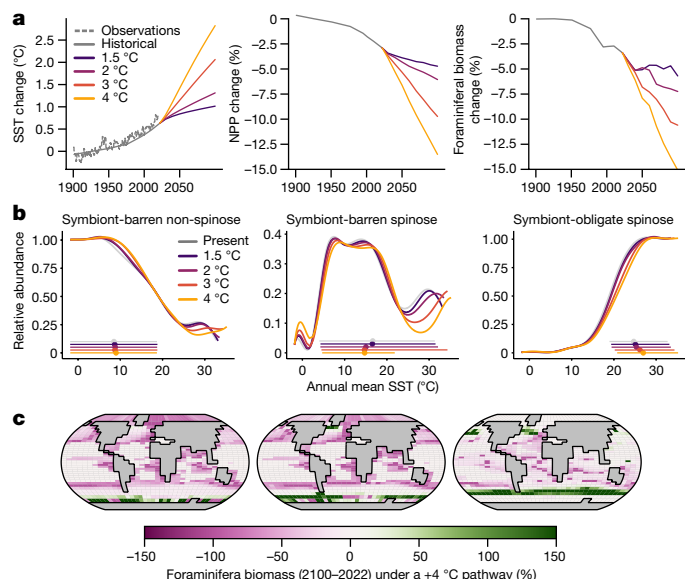 a
Observations
Historical
1.5 °C
2 °C
3 °C
4 °C
SST change (°C)
2.5
2.0
1.5
1.0
0.5
0
1900
1950
2000
2050
NPP change (%)
0
−2.5
−5.0
−7.5
−10.0
−12.5
−15.0
1900
1950
2000
2050
Foraminiferal biomass
change (%)
0
−2.5
−5.0
−7.5
−10.0
−12.5
−15.0
1900
1950
2000
2050
b
Symbiont-barren non-spinose
Symbiont-barren spinose
Symbiont-obligate spinose
Relative abundance
1.00
0.75
0.50
0.25
0
Present
1.5 °C
2 °C
3 °C
4 °C
0
10
20
30
0.4
0.3
0.2
0.1
0
0
10
20
30
1.00
0.75
0.50
0.25
0
0
10
20
30
Annual mean SST (°C)
c
−150
−100
−50
0
50
100
150
Foraminifera biomass (2100–2022) under a +4 °C pathway (%)